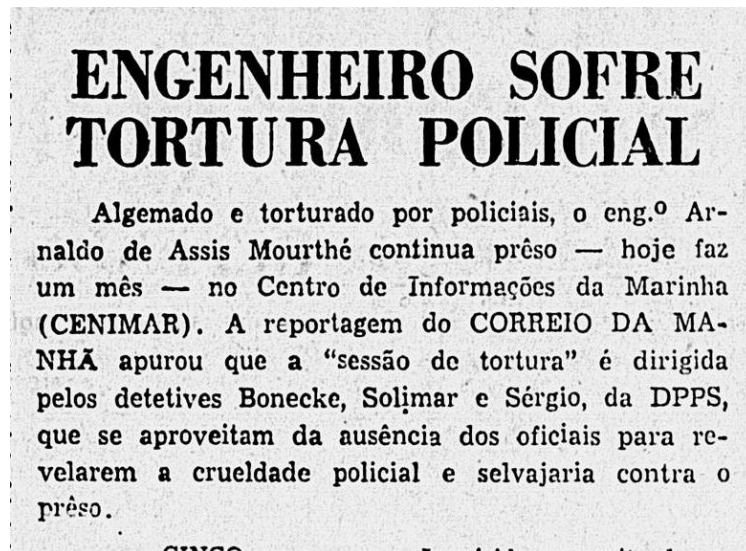 ENGENHEIRO SOFRE
TORTURA POLICIAL
Algemado e torturado por policiais, o eng.º Ar-
naldo de Assis Mourthé continua prêso — hoje faz
um mês — no Centro de Informações da Marinha
(CENIMAR). A reportagem do CORREIO DA MA-
NHÃ apurou que a “sessão de tortura” é dirigida
pelos detetives Bonecke, Solimar e Sérgio, da DPPS,
que se aproveitam da ausência dos oficiais para re-
velarem a crueldade policial e selvajaria contra o
prêso.